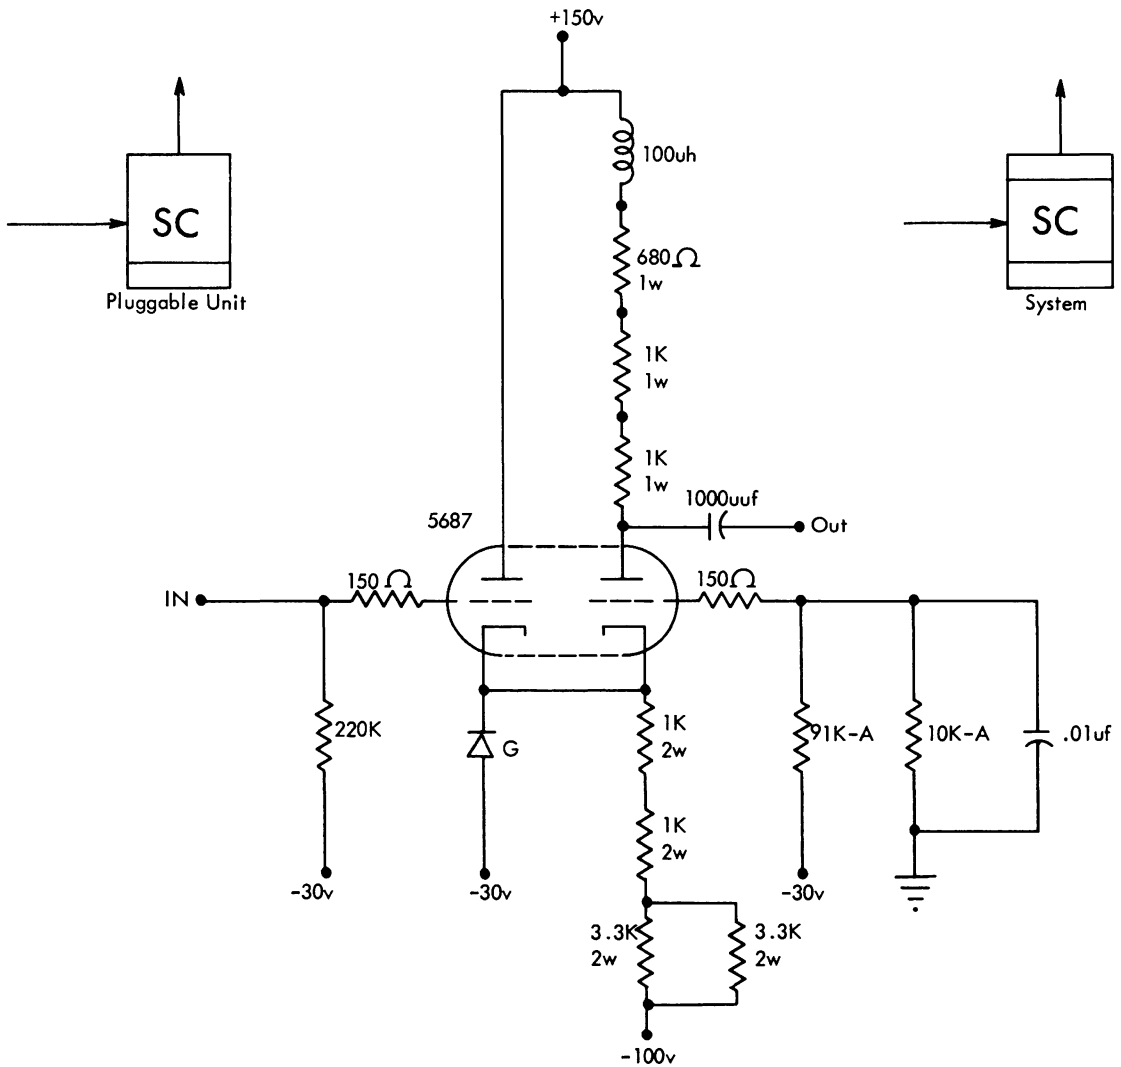 +150v
SC
Pluggable Unit
100uh
680Ω
1w
SC
System
1K
1w
1K
1w
1000uuf
Out
5687
IN
150Ω
150Ω
220K
G
1K
2w
91K-A
10K-A
.01uf
1K
2w
-30v
-30v
-30v
3.3K
2w
3.3K
2w
-100v